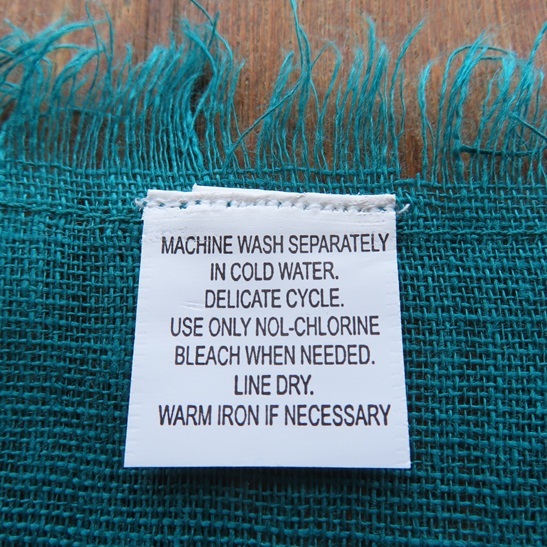 MACHINE WASH SEPARATELY
IN COLD WATER.
DELICATE CYCLE.
USE ONLY NOL-CHLORINE
BLEACH WHEN NEEDED.
LINE DRY.
WARM IRON IF NECESSARY